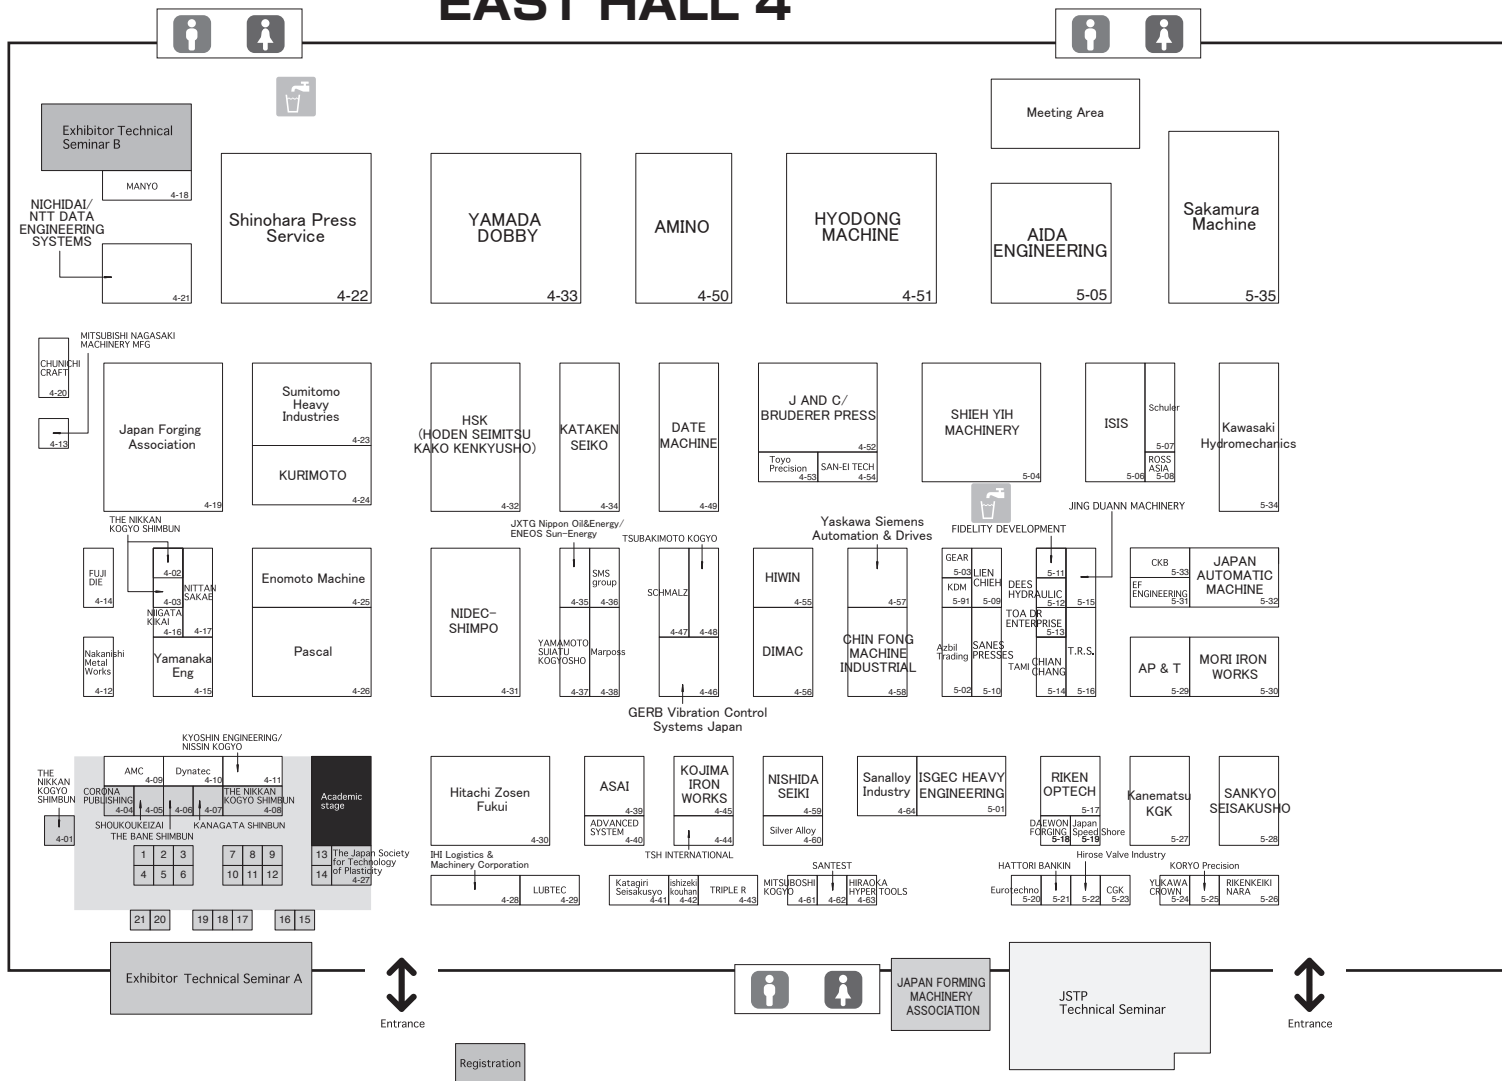 EAST HALL 4
Exhibitor Technical
Seminar B
MANYO
4-18
NICHIDAI/
NTT DATA
ENGINEERING
SYSTEMS
4-21
Shinohara Press
Service
4-22
YAMADA
DOBBY
4-33
AMINO
4-50
HYODONG
MACHINE
4-51
Meeting Area
AIDA
ENGINEERING
5-05
Sakamura
Machine
5-35
MITSUBISHI NAGASAKI
MACHINERY MFG
CHUNICHI
CRAFT
4-20
4-13
Japan Forging
Association
4-19
Sumitomo
Heavy
Industries
4-23
KURIMOTO
4-24
HSK
(HODEN SEIMITSU
KAKO KENKYUSHO)
4-32
KATAKEN
SEIKO
4-34
DATE
MACHINE
4-49
J AND C/
BRUDERER PRESS
4-52
Toyo
Precision
4-53
SAN-EI TECH
4-54
SHIEH YIH
MACHINERY
5-04
ISIS
5-06
Schuler
5-07
ROSS
ASIA
5-08
Kawasaki
Hydromechanics
5-34
THE NIKKAN
KOGYO SHIMBUN
FUJI
DIE
4-14
4-02
4-03
NIIGATA
KIKAI
4-16
NITTAN
SAKAE
4-17
Nakanishi
Metal
Works
4-12
Yamanaka
Eng
4-15
Enomoto Machine
4-25
Pascal
4-26
NIDEC-
SHIMPO
4-31
JXTG Nippon Oil&Energy/
ENEOS Sun-Energy
4-35
SMS
group
4-36
YAMAMOTO
SUIATU
KOGYOSHO
4-37
Marposs
4-38
TSUBAKIMOTO KOGYO
SCHMALZ
4-47
4-48
4-46
GERB Vibration Control
Systems Japan
HIWIN
4-55
DIMAC
4-56
Yaskawa Siemens
Automation & Drives
4-57
CHIN FONG
MACHINE
INDUSTRIAL
4-58
GEAR
5-03
KDM
5-91
LIEN
CHIEH
5-09
Azbil
Trading
5-02
SANES
PRESSES
5-10
FIDELITY DEVELOPMENT
JING DUANN MACHINERY
5-11
DEES
HYDRAULIC
5-12
5-15
TOA DR
ENTERPRISE
5-13
TAMI
CHIAN
CHANG
5-14
T.R.S.
5-16
CKB
5-33
EF
ENGINEERING
5-31
JAPAN
AUTOMATIC
MACHINE
5-32
AP & T
5-29
MORI IRON
WORKS
5-30
KYOSHIN ENGINEERING/
NISSIN KOGYO
THE
NIKKAN
KOGYO
SHIMBUN
4-01
AMC
4-09
Dynatec
4-10
4-11
CORONA
PUBLISHING
4-04
4-05
4-06
4-07
THE NIKKAN
KOGYO SHIMBUN
4-08
SHOUKOUKEIZAI
KANAGATA SHINBUN
THE BANE SHIMBUN
Academic
stage
1 2 3
4 5 6
7 8 9
10 11 12
13
14
The Japan Society
for Technology
of Plasticity
4-27
21 20
19 18 17
16 15
Hitachi Zosen
Fukui
4-30
IHI Logistics &
Machinery Corporation
4-28
LUBTEC
4-29
ASAI
4-39
ADVANCED
SYSTEM
4-40
KOJIMA
IRON
WORKS
4-45
4-44
TSH INTERNATIONAL
Katagiri
Seisakusyo
4-41
ishizeki
kouhan
4-42
TRIPLE R
4-43
NISHIDA
SEIKI
4-59
Silver Alloy
4-60
SANTEST
MITSUBOSHI
KOGYO
4-61
4-62
HIRAOKA
HYPER TOOLS
4-63
Sanalloy
Industry
4-64
ISGEC HEAVY
ENGINEERING
5-01
RIKEN
OPTECH
5-17
DAEWON
FORGING
5-18
Japan
Speed Shore
5-19
Hirose Valve Industry
HATTORI BANKIN
Eurotechno
5-20
5-21
5-22
CGK
5-23
Kanematsu
KGK
5-27
SANKYO
SEISAKUSHO
5-28
KORYO Precision
YUKAWA
CROWN
5-24
5-25
RIKENKEIKI
NARA
5-26
Exhibitor Technical Seminar A
Entrance
Registration
JAPAN FORMING
MACHINERY
ASSOCIATION
JSTP
Technical Seminar
Entrance